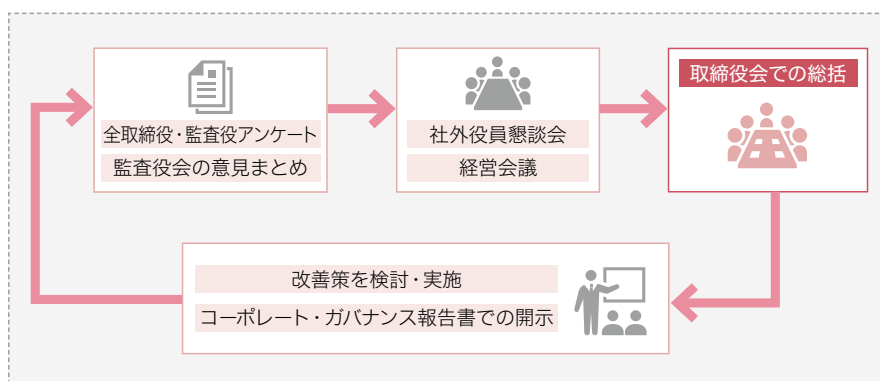 全取締役・監査役アンケート
監査役会の意見まとめ
社外役員懇談会
経営会議
取締役会での総括
改善策を検討・実施
コーポレート・ガバナンス報告書での開示